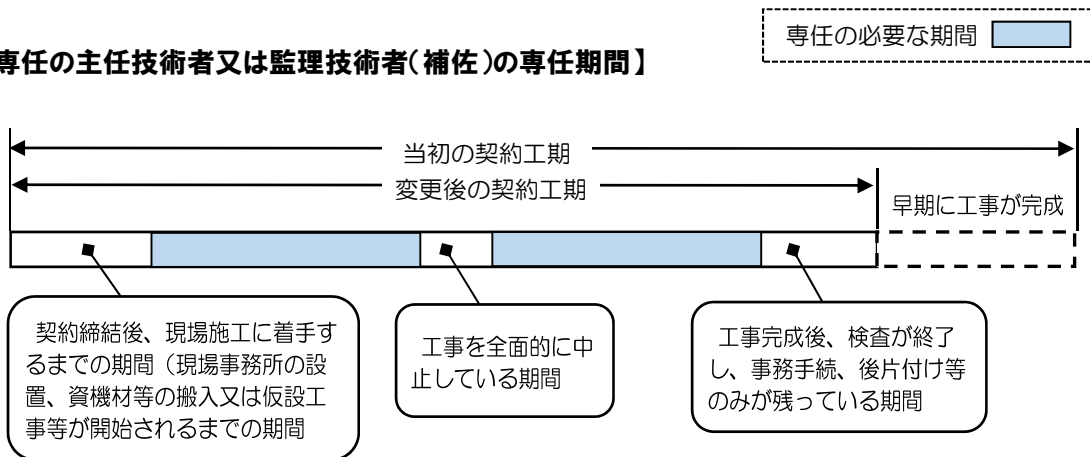 専任の必要な期間
専任の主任技術者又は監理技術者(補佐)の専任期間】
当初の契約工期
変更後の契約工期
早期に工事が完成
契約締結後、現場施工に着手す
るまでの期間（現場事務所の設
置、資機材等の搬入又は仮設工
事等が開始されるまでの期間
工事を全面的に中
止している期間
工事完成後、検査が終了
し、事務手続、後片付け等
のみが残っている期間